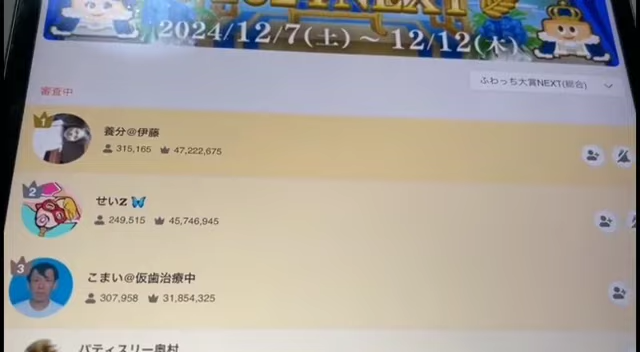 2024/12/7(土) ～ 12/12(木)
ふわっち大賞NEXT(総合)
審査中
1
養分@伊藤
315,165 47,222,675
2
せいz🦋
249,515 45,746,945
3
こまい@仮歯治療中
307,958 31,854,325
パティスリー奥村